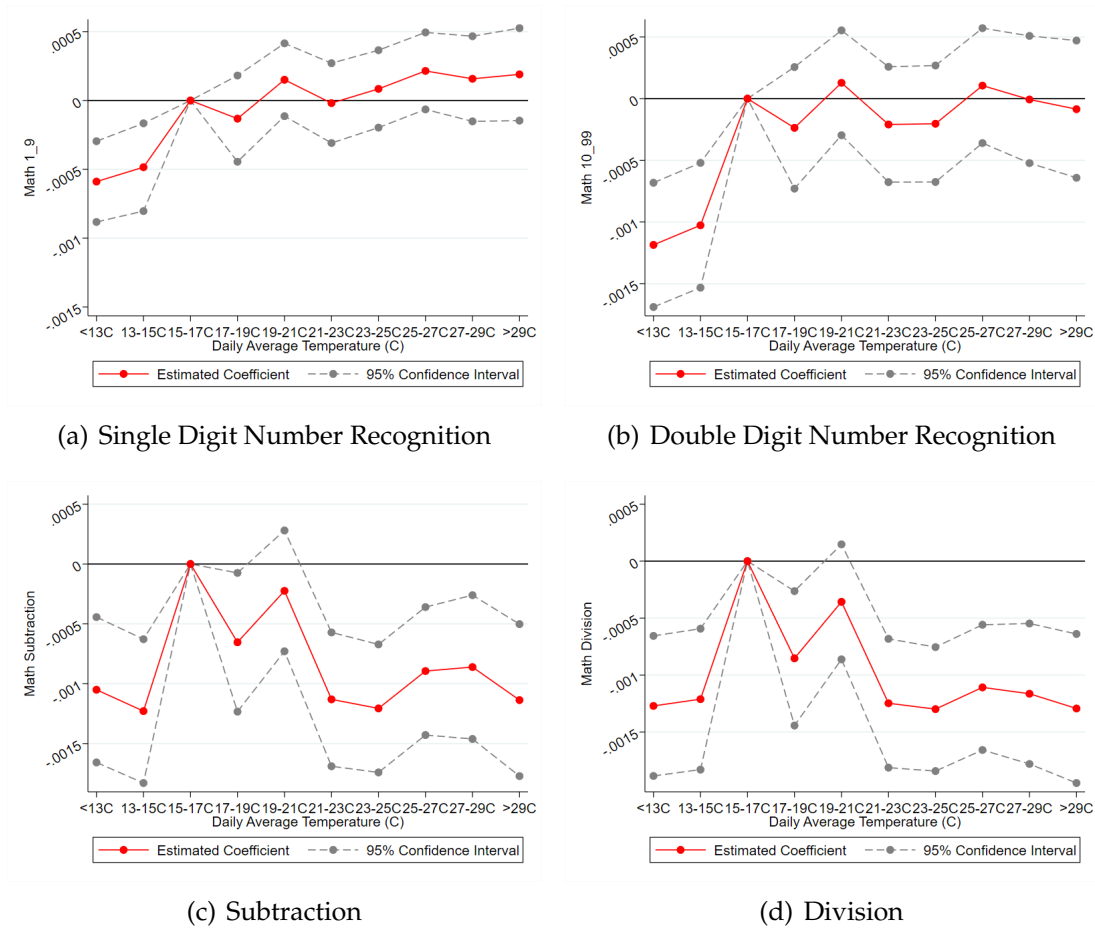 .0005
0
-.0005
-.001
-.0015
Math 1_9
<13C 13-15C 15-17C 17-19C 19-21C 21-23C 23-25C 25-27C 27-29C >29C
Daily Average Temperature (C)
Estimated Coefficient 95% Confidence Interval
(a) Single Digit Number Recognition
.0005
0
-.0005
-.001
-.0015
Math 10_99
<13C 13-15C 15-17C 17-19C 19-21C 21-23C 23-25C 25-27C 27-29C >29C
Daily Average Temperature (C)
Estimated Coefficient 95% Confidence Interval
(b) Double Digit Number Recognition
.0005
0
-.0005
-.001
-.0015
Math Subtraction
<13C 13-15C 15-17C 17-19C 19-21C 21-23C 23-25C 25-27C 27-29C >29C
Daily Average Temperature (C)
Estimated Coefficient 95% Confidence Interval
(c) Subtraction
.0005
0
-.0005
-.001
-.0015
Math Division
<13C 13-15C 15-17C 17-19C 19-21C 21-23C 23-25C 25-27C 27-29C >29C
Daily Average Temperature (C)
Estimated Coefficient 95% Confidence Interval
(d) Division